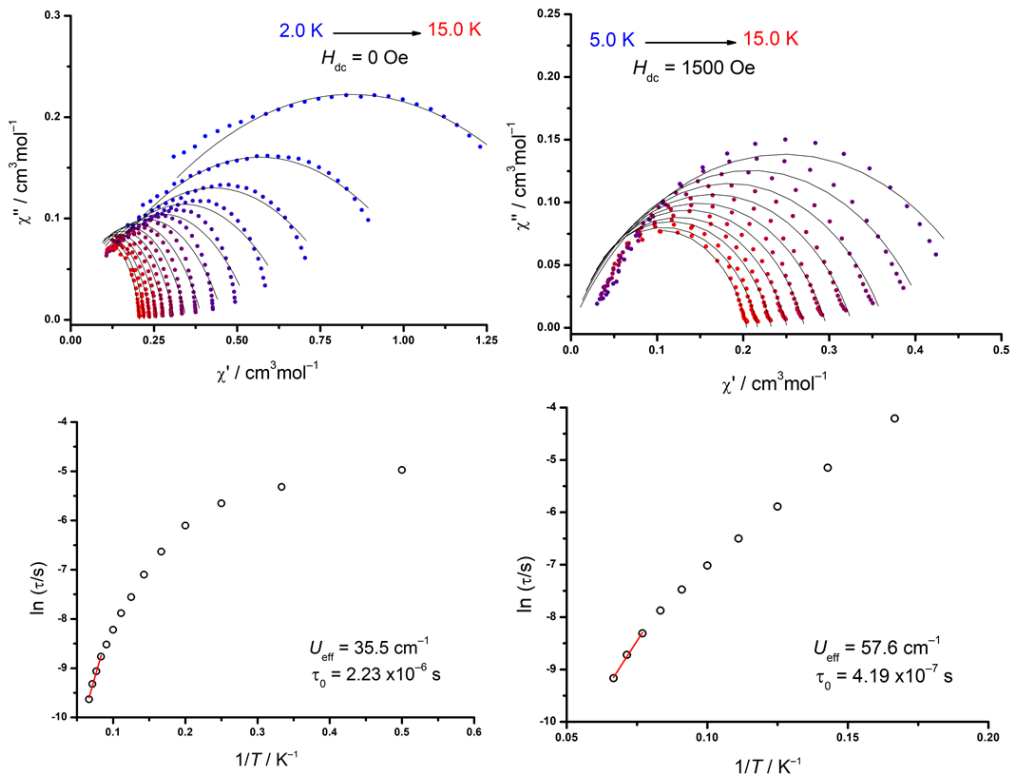 2.0 K 15.0 K
H_dc = 0 Oe
0.3
0.2
0.1
0.0
χ'' / cm³mol⁻¹
0.25 0.50 0.75 1.00 1.25
χ' / cm³mol⁻¹
5.0 K 15.0 K
H_dc = 1500 Oe
0.25
0.20
0.15
0.10
0.05
0.00
χ'' / cm³mol⁻¹
0.0 0.1 0.2 0.3 0.4 0.5
χ' / cm³mol⁻¹
-4
-5
-6
-7
-8
-9
-10
ln (τ/s)
U_eff = 35.5 cm⁻¹
τ₀ = 2.23 x10⁻⁶ s
0.1 0.2 0.3 0.4 0.5 0.6
1/T / K⁻¹
-4
-5
-6
-7
-8
-9
-10
ln (τ/s)
U_eff = 57.6 cm⁻¹
τ₀ = 4.19 x10⁻⁷ s
0.05 0.10 0.15 0.20
1/T / K⁻¹